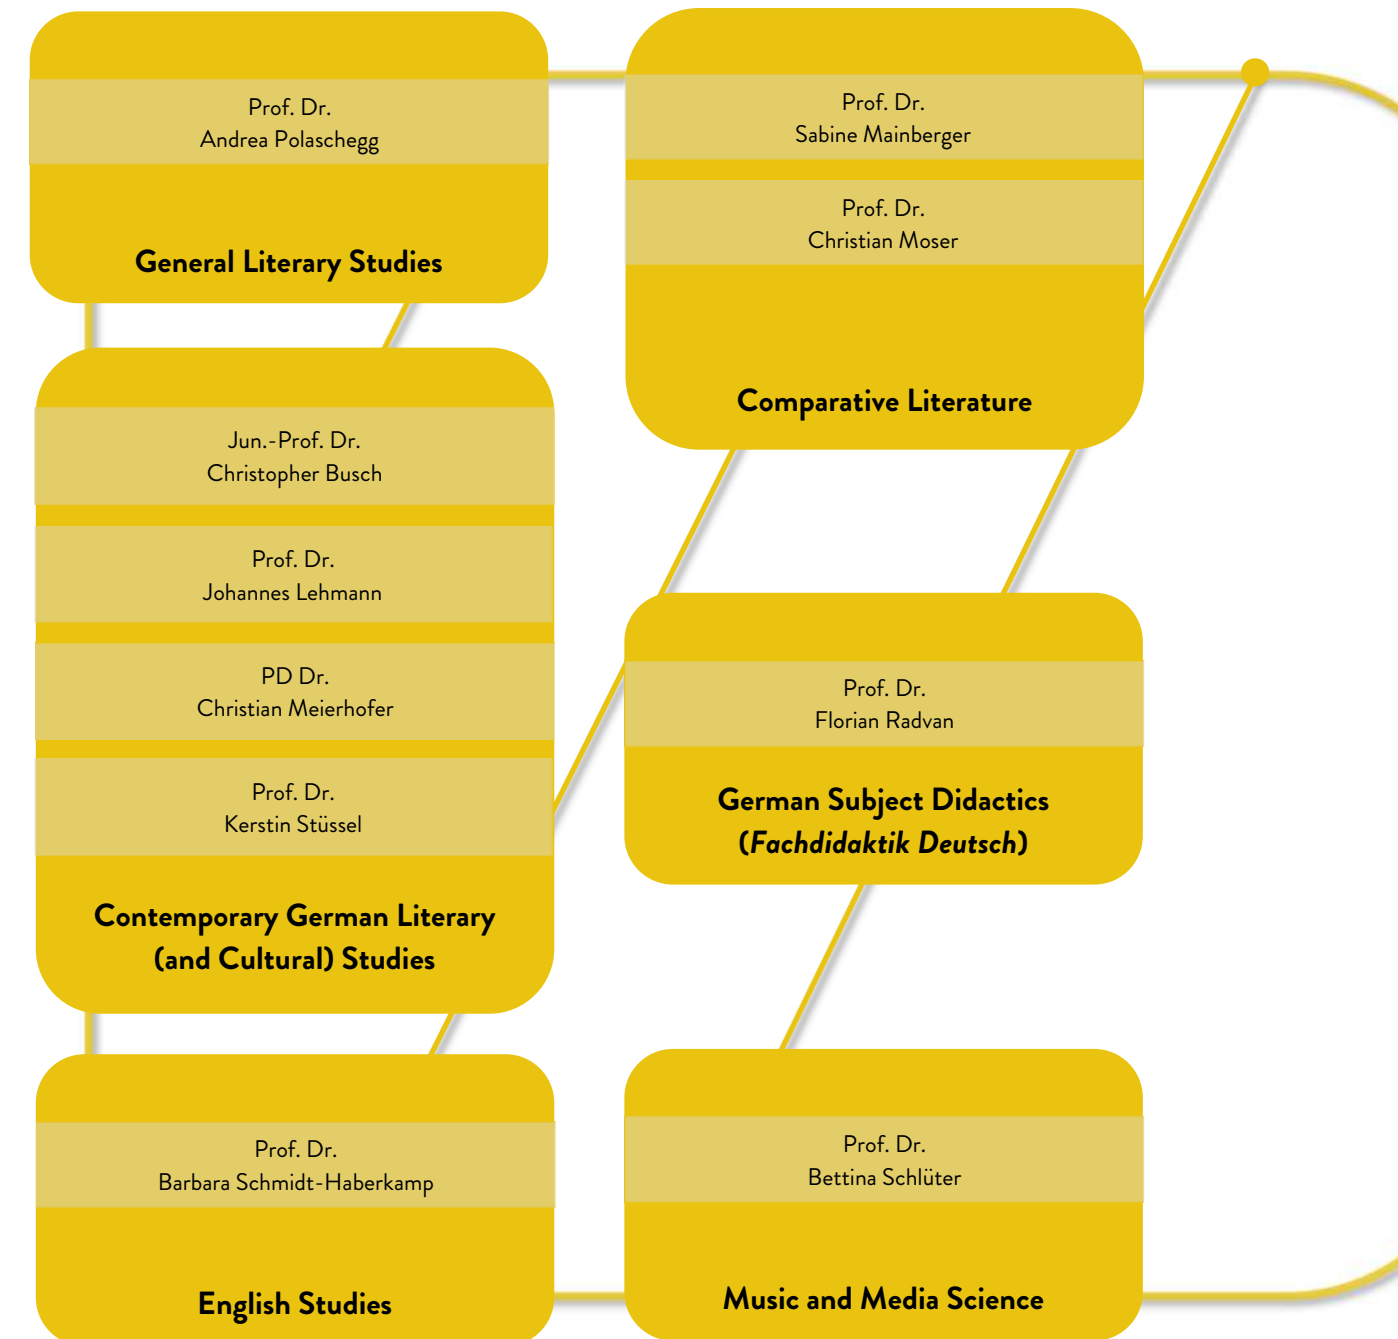 Prof. Dr.
Andrea Polaschegg
General Literary Studies
Prof. Dr.
Sabine Mainberger
Prof. Dr.
Christian Moser
Comparative Literature
Jun.-Prof. Dr.
Christopher Busch
Prof. Dr.
Johannes Lehmann
PD Dr.
Christian Meierhofer
Prof. Dr.
Kerstin Stüssel
Contemporary German Literary
(and Cultural) Studies
Prof. Dr.
Florian Radvan
German Subject Didactics
(Fachdidaktik Deutsch)
Prof. Dr.
Barbara Schmidt-Haberkamp
English Studies
Prof. Dr.
Bettina Schlüter
Music and Media Science